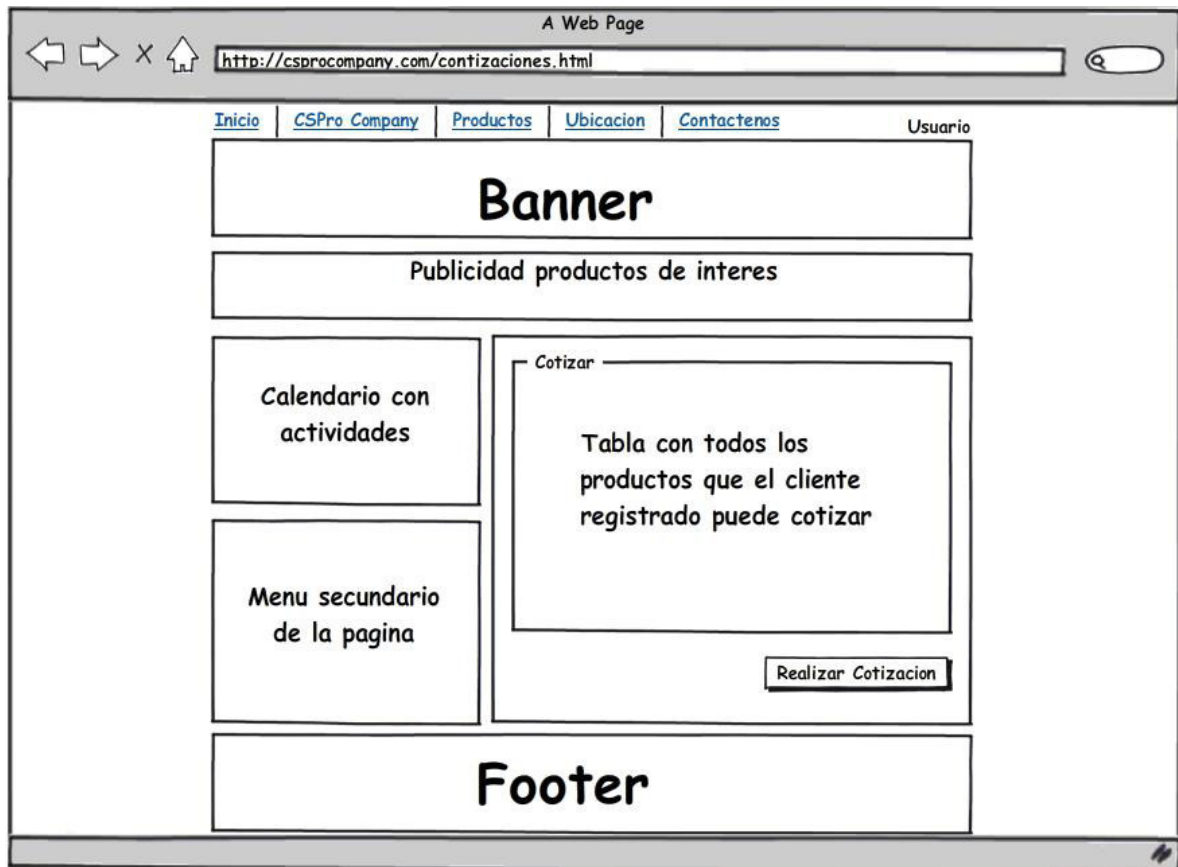 A Web Page
http://csprocompany.com/contizaciones.html
Inicio CSPro Company Productos Ubicacion Contactenos Usuario
Banner
Publicidad productos de interes
Calendario con
actividades
Cotizar
Tabla con todos los
productos que el cliente
registrado puede cotizar
Menu secundario
de la pagina
Realizar Cotizacion
Footer